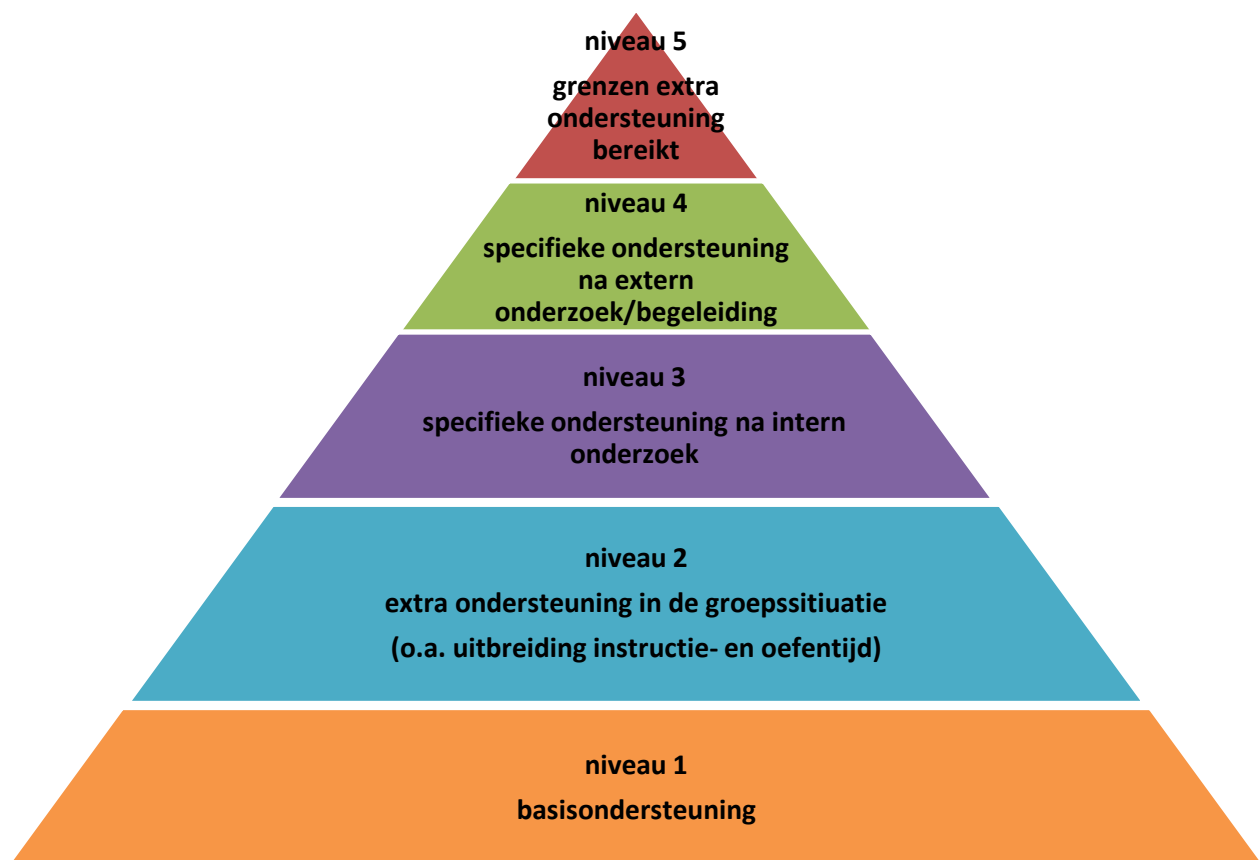 niveau 5
grenzen extra
ondersteuning
bereikt
niveau 4
specifieke ondersteuning
na extern
onderzoek/begeleiding
niveau 3
specifieke ondersteuning na intern
onderzoek
niveau 2
extra ondersteuning in de groepssitiuatie
(o.a. uitbreiding instructie- en oefentijd)
niveau 1
basisondersteuning